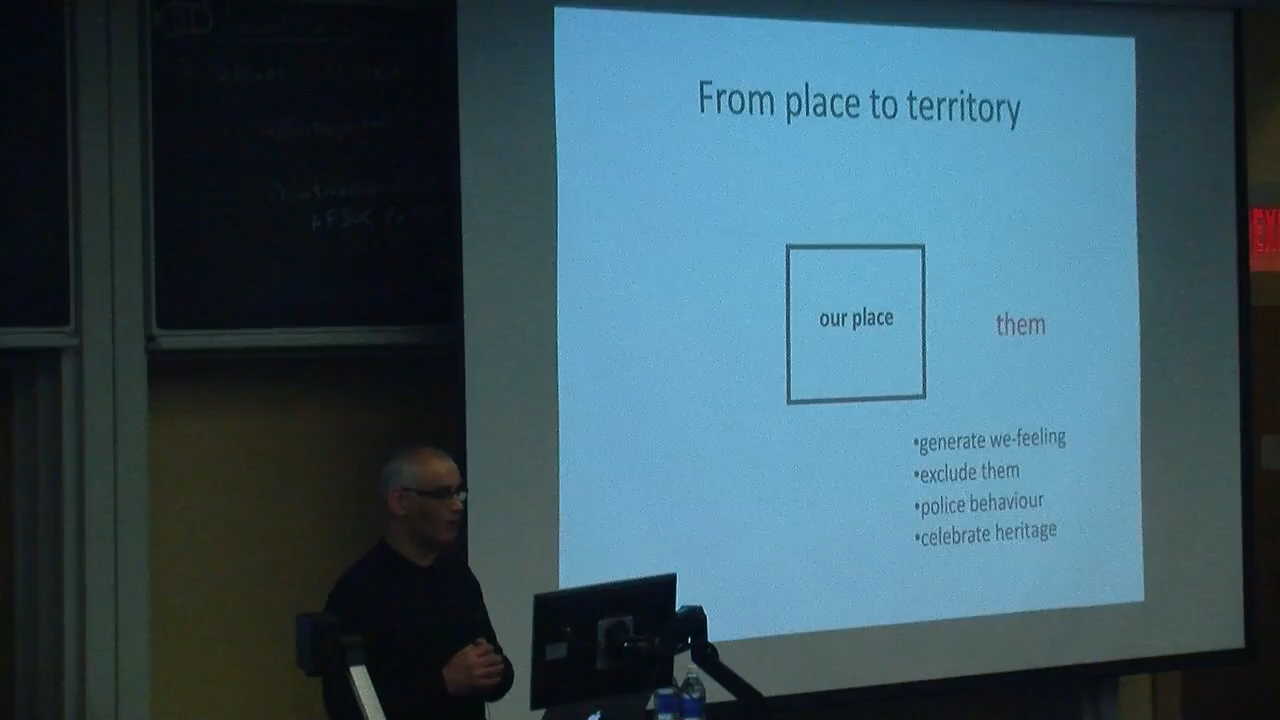 From place to territory
our place
them
•generate we-feeling
•exclude them
•police behaviour
•celebrate heritage